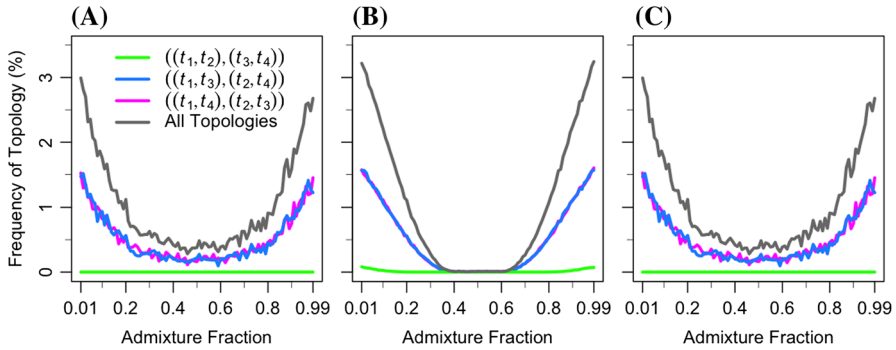 (A) (B) (C)
((t1, t2), (t3, t4))
((t1, t3), (t2, t4))
((t1, t4), (t2, t3))
All Topologies
Frequency of Topology (%)
3
2
1
0
0.01 0.2 0.4 0.6 0.8 0.99
0.01 0.2 0.4 0.6 0.8 0.99
0.01 0.2 0.4 0.6 0.8 0.99
Admixture Fraction Admixture Fraction Admixture Fraction